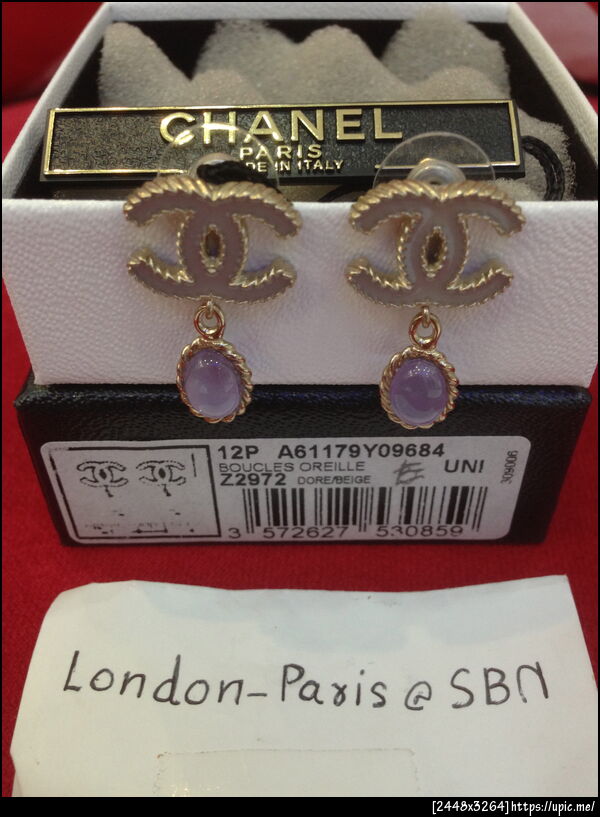 CHANEL
PARIS
DE IN ITALY
12P A61179Y09684
BOUCLES OREILLE
UNI
Z2972 DORE/BEIGE
309006
3 572627 530859
London-Paris @ SBN
[2448x3264]https://upic.me/